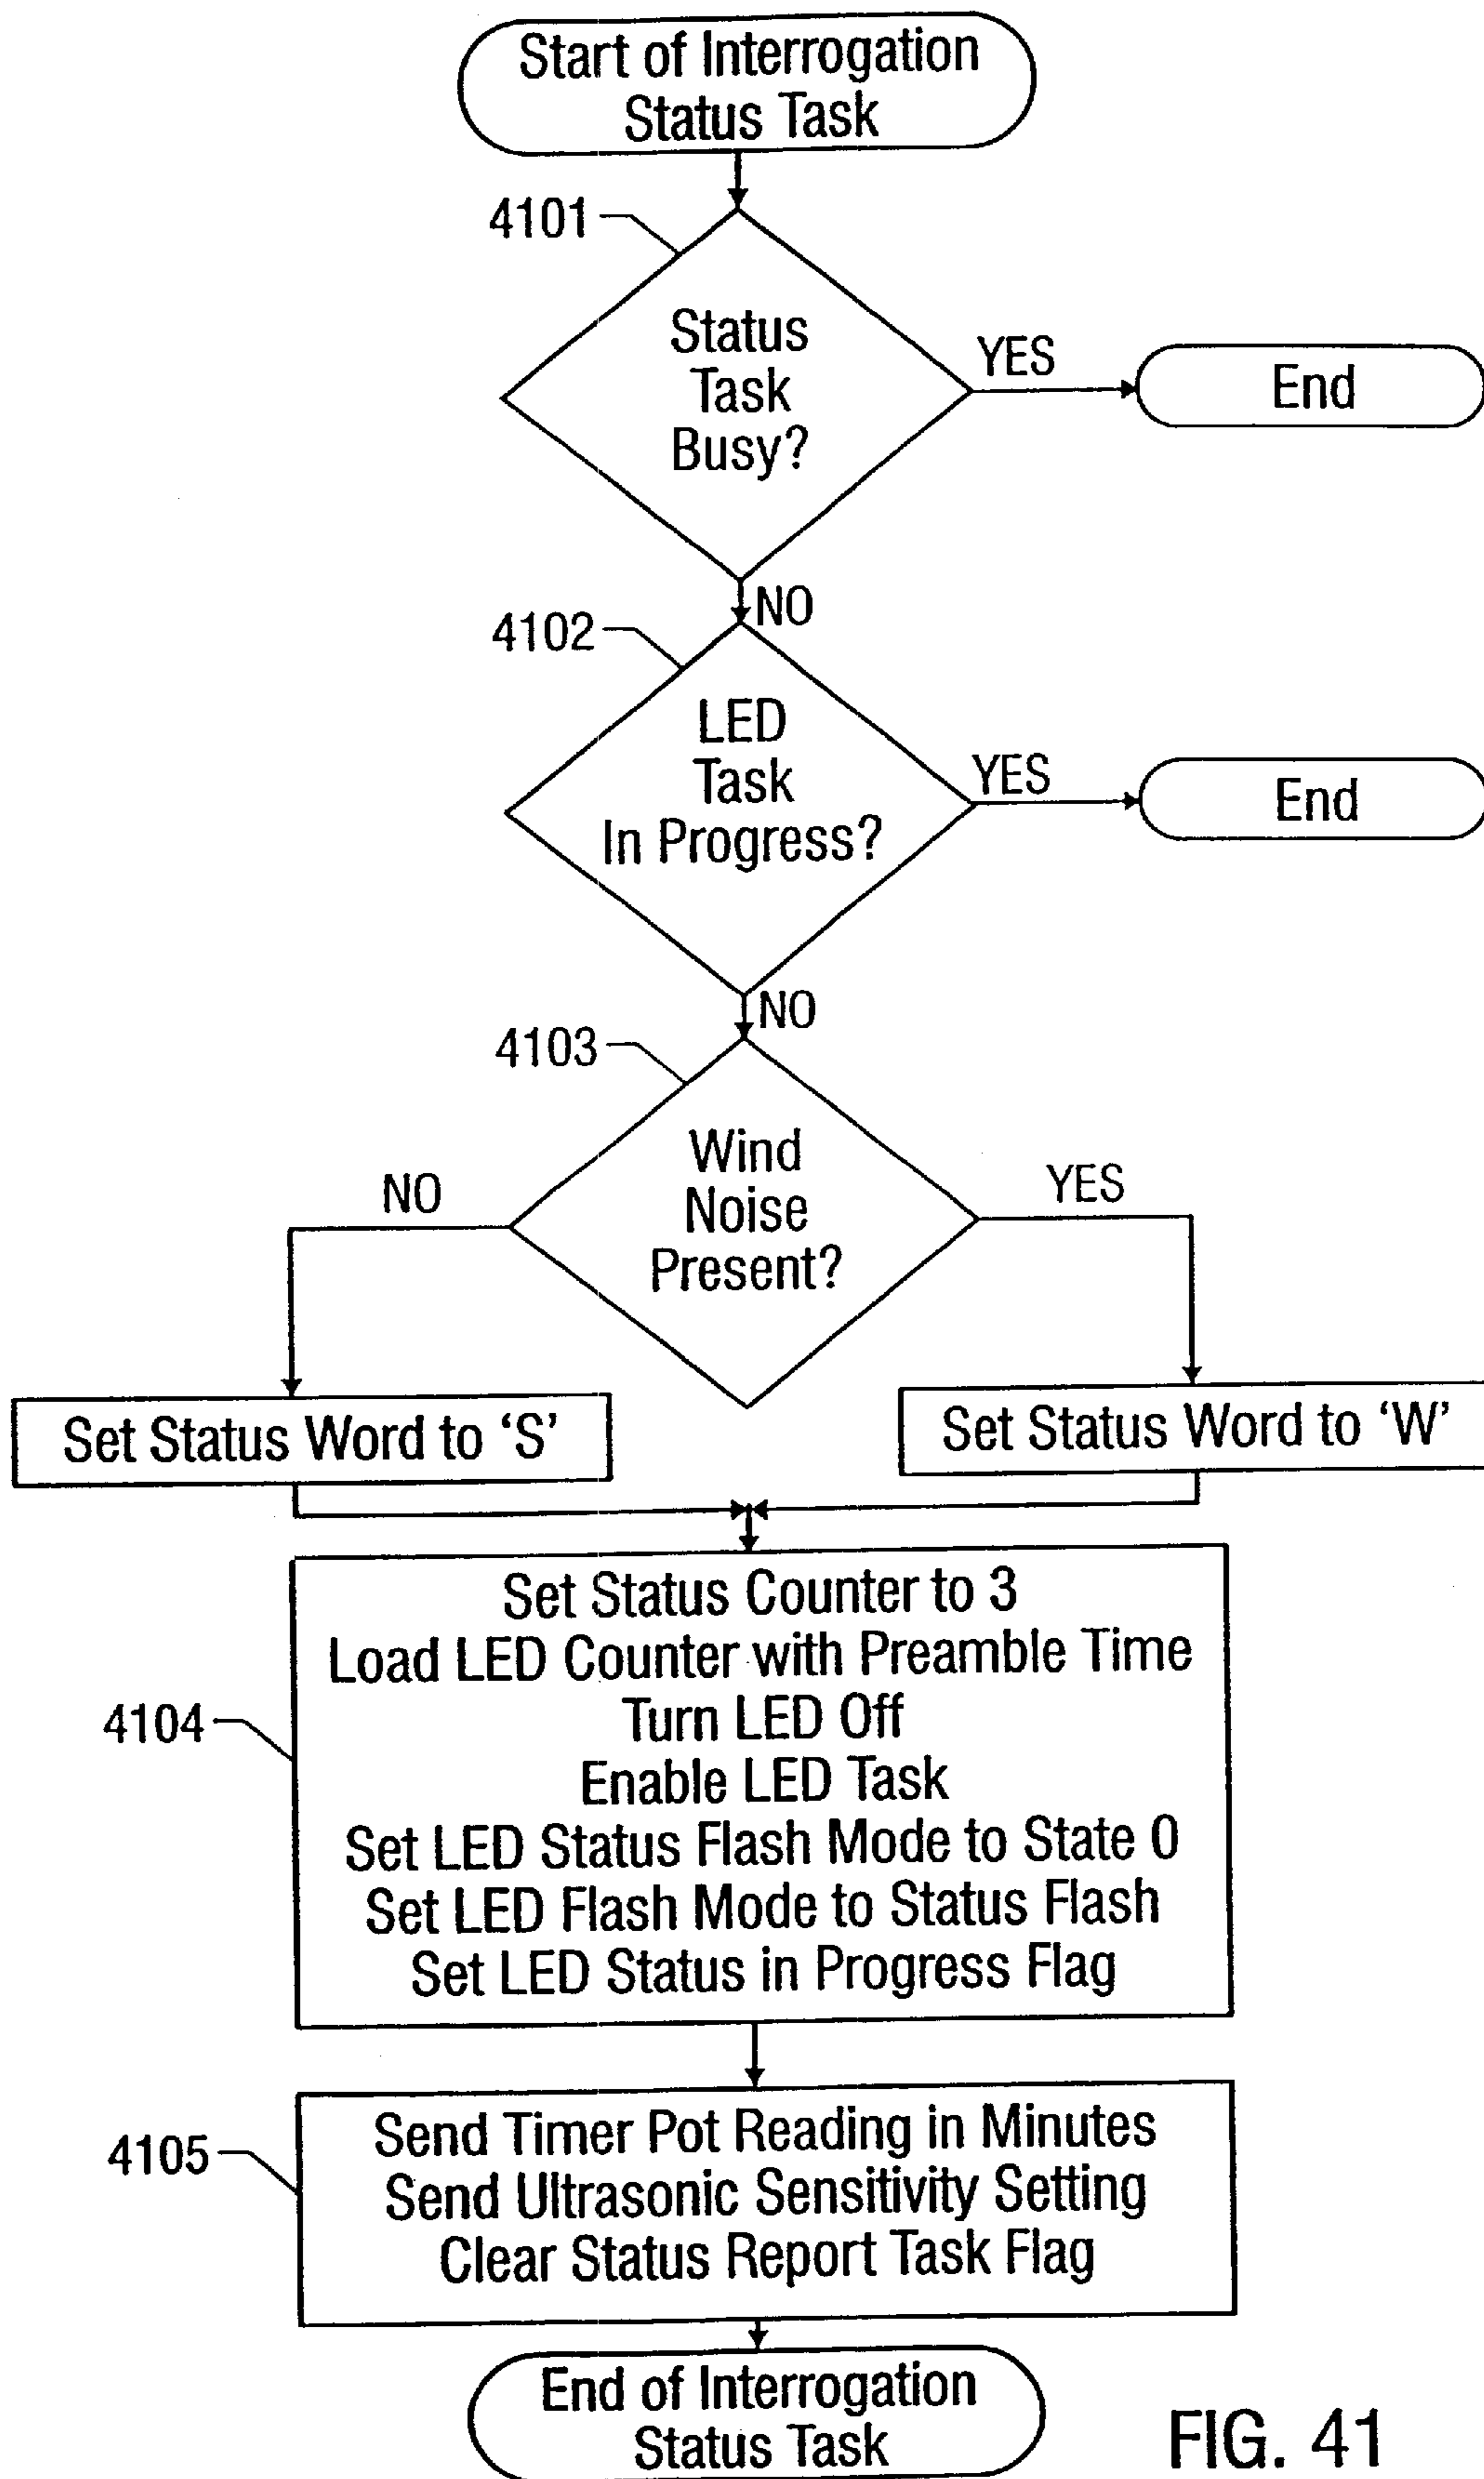 Start of Interrogation
Status Task
4101
Status
Task
Busy?
YES
End
NO
4102
LED
Task
In Progress?
YES
End
NO
4103
Wind
Noise
Present?
NO
YES
Set Status Word to ‘S’
Set Status Word to ‘W’
4104
Set Status Counter to 3
Load LED Counter with Preamble Time
Turn LED Off
Enable LED Task
Set LED Status Flash Mode to State 0
Set LED Flash Mode to Status Flash
Set LED Status in Progress Flag
4105
Send Timer Pot Reading in Minutes
Send Ultrasonic Sensitivity Setting
Clear Status Report Task Flag
End of Interrogation
Status Task
FIG. 41